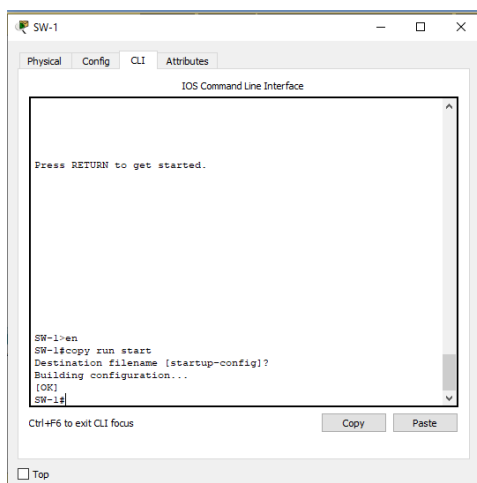 SW-1
Physical Config CLI Attributes
IOS Command Line Interface
Press RETURN to get started.
SW-1>en
SW-1#copy run start
Destination filename [startup-config]?
Building configuration...
[OK]
SW-1#
Ctrl+F6 to exit CLI focus
Copy Paste
Top